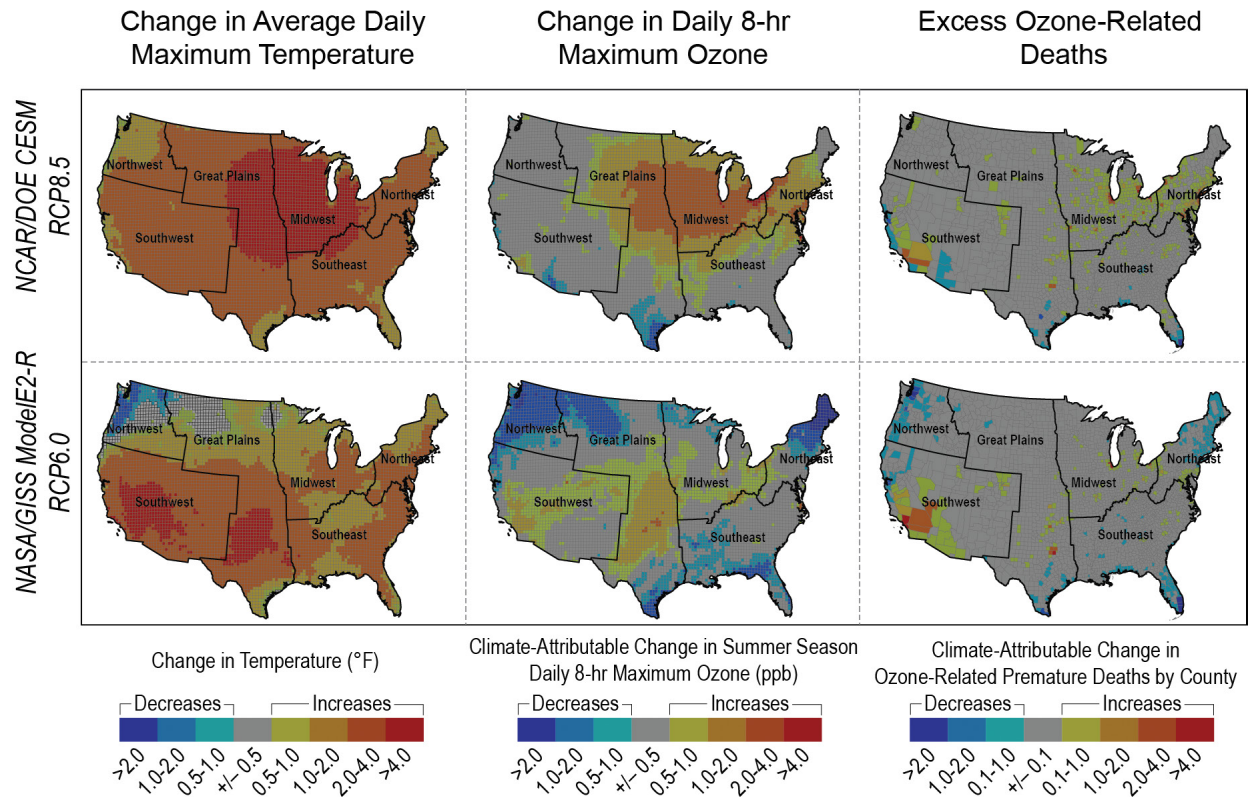 Change in Average Daily
Maximum Temperature
Change in Daily 8-hr
Maximum Ozone
Excess Ozone-Related
Deaths
NCAR/DOE CESM
RCP8.5
Northwest
Great Plains
Midwest
Northeast
Southwest
Southeast
Northwest
Great Plains
Midwest
Northeast
Southwest
Southeast
Northwest
Great Plains
Midwest
Northeast
Southwest
Southeast
NASA/GISS ModelE2-R
RCP6.0
Northwest
Great Plains
Midwest
Northeast
Southwest
Southeast
Northwest
Great Plains
Midwest
Northeast
Southwest
Southeast
Northwest
Great Plains
Midwest
Northeast
Southwest
Southeast
Change in Temperature (°F)
Decreases Increases
>2.0 1.0-2.0 0.5-1.0 +/– 0.5 0.5-1.0 1.0-2.0 2.0-4.0 >4.0
Climate-Attributable Change in Summer Season
Daily 8-hr Maximum Ozone (ppb)
Decreases Increases
>2.0 1.0-2.0 0.5-1.0 +/– 0.5 0.5-1.0 1.0-2.0 2.0-4.0 >4.0
Climate-Attributable Change in
Ozone-Related Premature Deaths by County
Decreases Increases
>2.0 1.0-2.0 0.1-1.0 +/– 0.1 0.1-1.0 1.0-2.0 2.0-4.0 >4.0